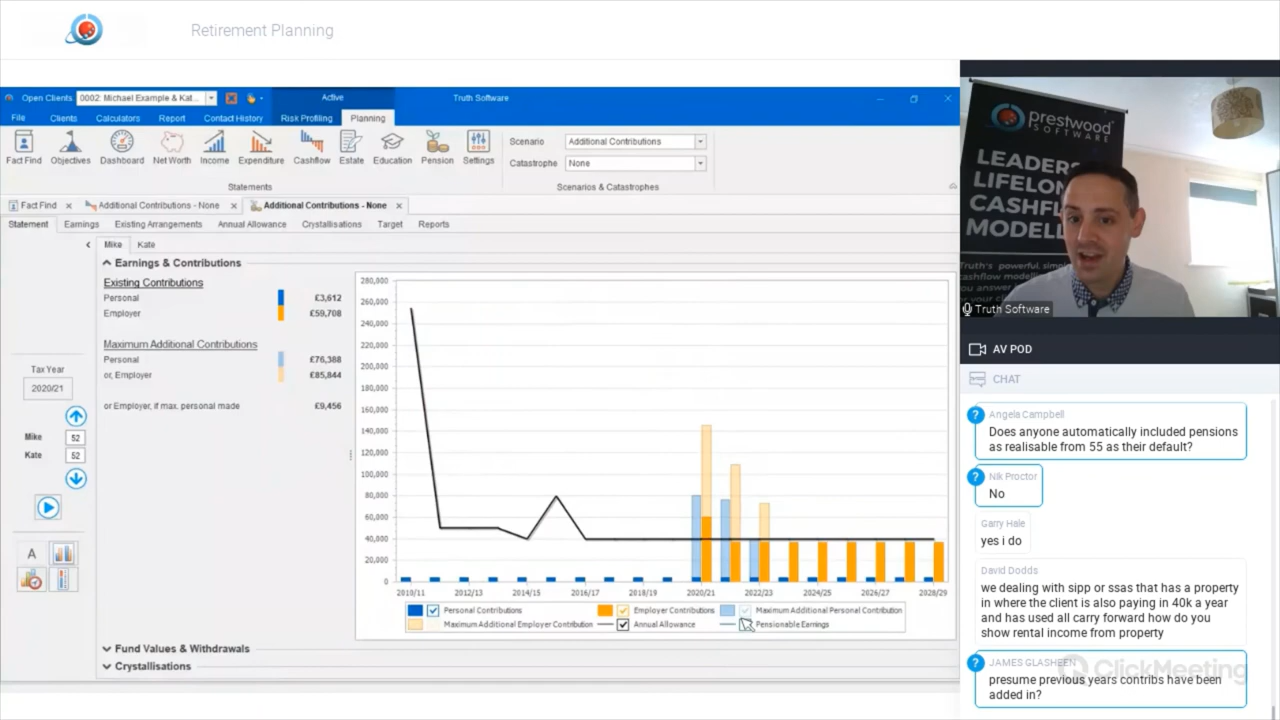 Retirement Planning
Open Clients 0002: Michael Example & Kat...
Active
Truth Software
File Clients Calculators Report Contact History Risk Profiling Planning
Fact Find Objectives Dashboard Net Worth Income Expenditure Cashflow Estate Education Pension Settings
Scenario Additional Contributions
Catastrophe None
Statements
Scenarios & Catastrophes
Fact Find Additional Contributions - None Additional Contributions - None
Statement Earnings Existing Arrangements Annual Allowance Crystallisations Target Reports
Mike Kate
Earnings & Contributions
Existing Contributions
Personal £3,612
Employer £59,708
Maximum Additional Contributions
Personal £76,388
or, Employer £85,844
or Employer, if max. personal made £9,456
Tax Year
2020/21
Mike 52
Kate 52
A
280,000
260,000
240,000
220,000
200,000
180,000
160,000
140,000
120,000
100,000
80,000
60,000
40,000
20,000
0
2010/11 2012/13 2014/15 2016/17 2018/19 2020/21 2022/23 2024/25 2026/27 2028/29
Personal Contributions Employer Contributions Maximum Additional Personal Contribution
Maximum Additional Employer Contribution Annual Allowance Pensionable Earnings
Fund Values & Withdrawals
Crystallisations
prestwood
SOFTWARE
LEADER
LIFELON
CASHFL
MODELL
Truth's powerful, simp
cashflow modelli
you answer
Truth Software
AV POD
CHAT
Angela Campbell
Does anyone automatically included pensions
as realisable from 55 as their default?
Nik Proctor
No
Garry Hale
yes i do
David Dodds
we dealing with sipp or ssas that has a property
in where the client is also paying in 40k a year
and has used all carry forward how do you
show rental income from property
JAMES GLASHEEN
presume previous years contribs have been
added in?
ClickMeeting